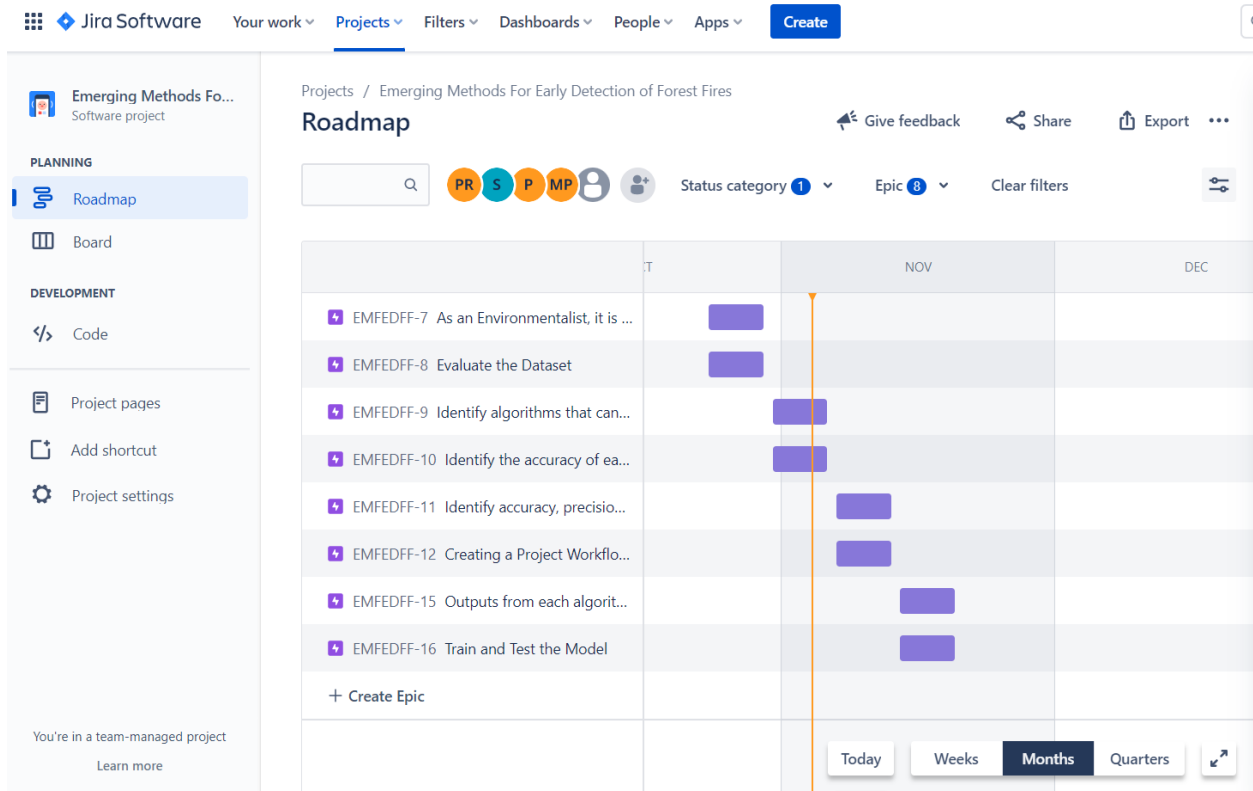 Jira Software Your work Projects Filters Dashboards People Apps Create
Emerging Methods Fo...
Software project
PLANNING
Roadmap
Board
DEVELOPMENT
Code
Project pages
Add shortcut
Project settings
You're in a team-managed project
Learn more
Projects / Emerging Methods For Early Detection of Forest Fires
Roadmap
Give feedback Share Export
PR S P MP Status category 1 Epic 8 Clear filters
NOV DEC
EMFEDFF-7 As an Environmentalist, it is ...
EMFEDFF-8 Evaluate the Dataset
EMFEDFF-9 Identify algorithms that can...
EMFEDFF-10 Identify the accuracy of ea...
EMFEDFF-11 Identify accuracy, precisio...
EMFEDFF-12 Creating a Project Workflo...
EMFEDFF-15 Outputs from each algorit...
EMFEDFF-16 Train and Test the Model
+ Create Epic
Today Weeks Months Quarters